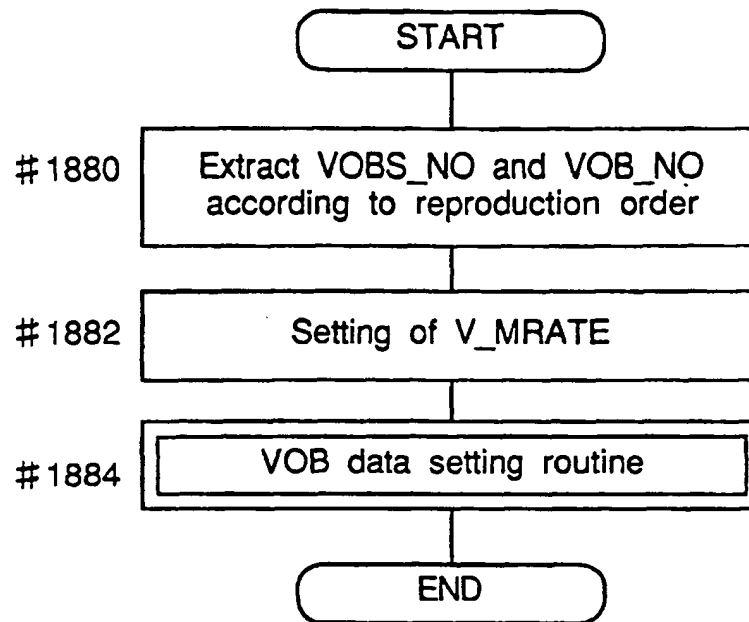 START
#1880
Extract VOBS_NO and VOB_NO
according to reproduction order
#1882
Setting of V_MRATE
#1884
VOB data setting routine
END